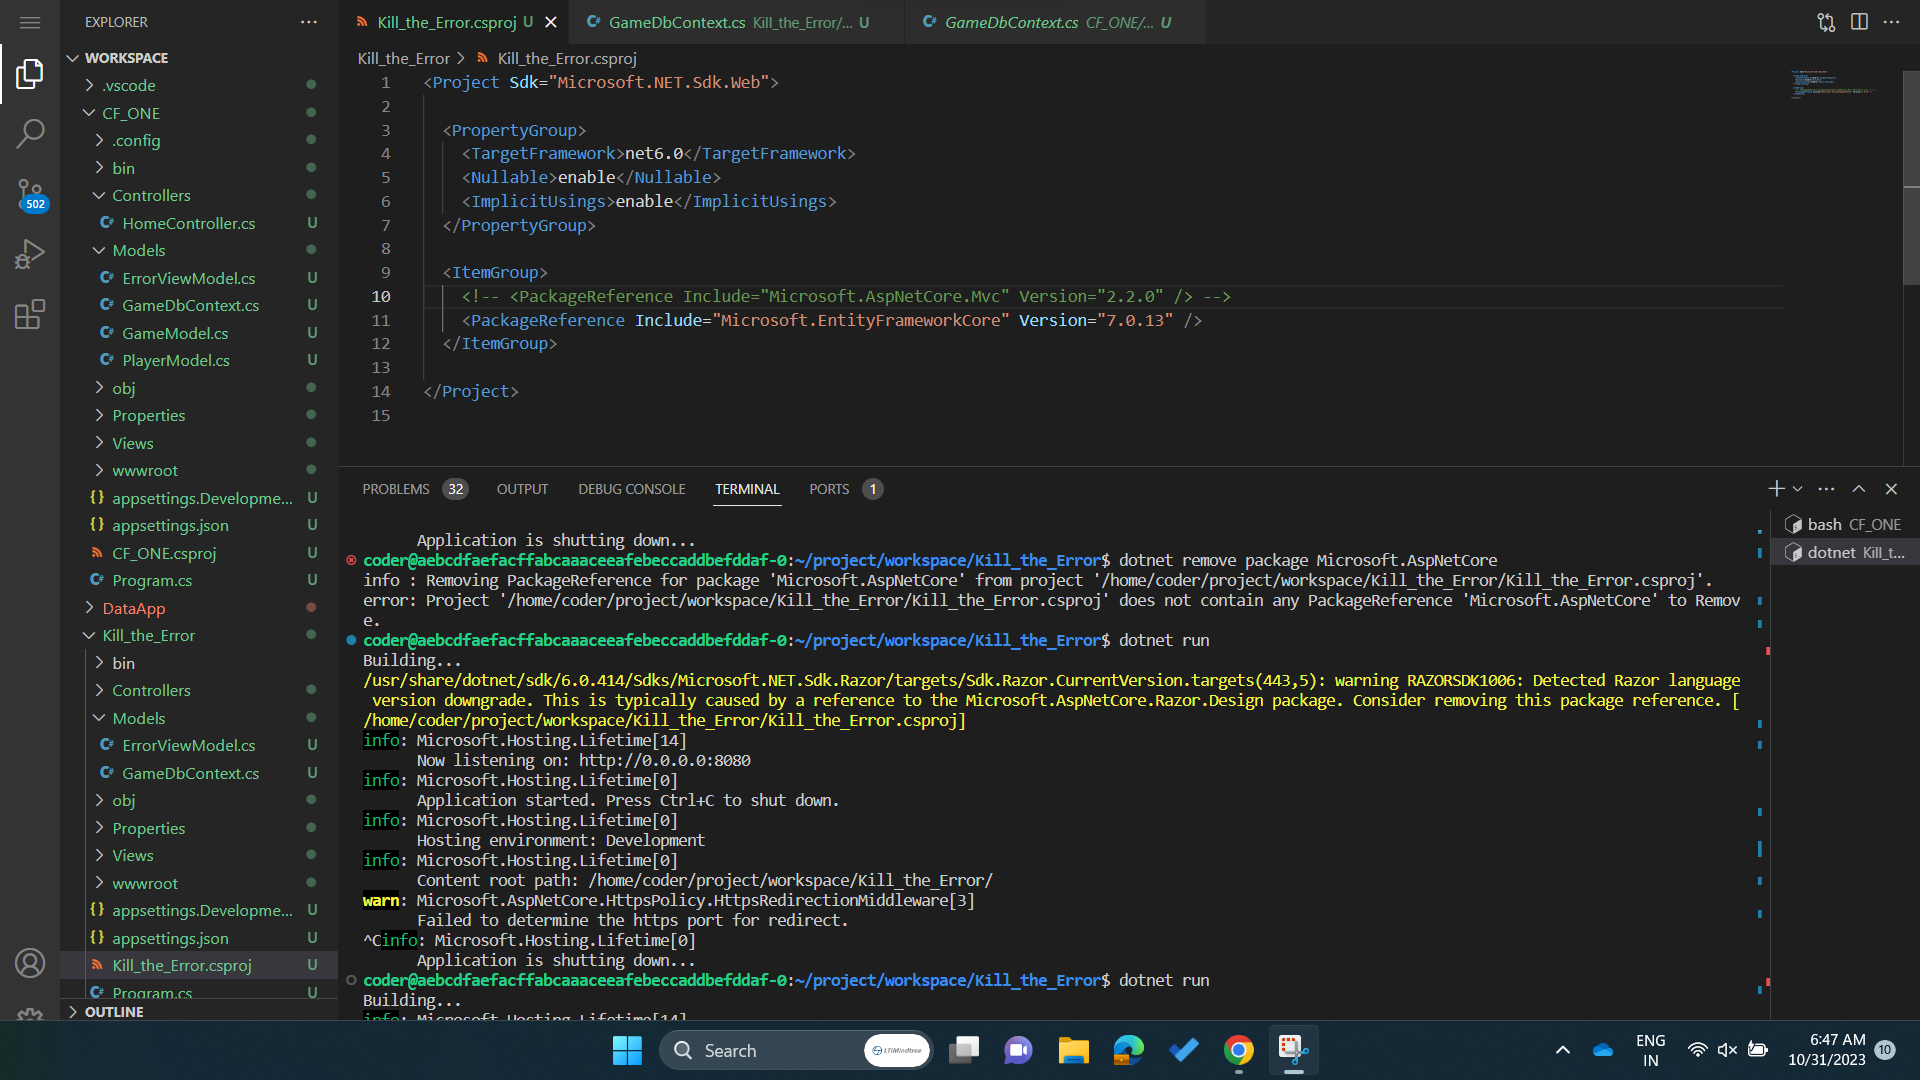 EXPLORER
WORKSPACE
.vscode
CF_ONE
.config
bin
Controllers
HomeController.cs U
Models
ErrorViewModel.cs U
GameDbContext.cs U
GameModel.cs U
PlayerModel.cs U
obj
Properties
Views
wwwroot
appsettings.Developme... U
appsettings.json U
CF_ONE.csproj U
Program.cs U
DataApp
Kill_the_Error
bin
Controllers
Models
ErrorViewModel.cs U
GameDbContext.cs U
obj
Properties
Views
wwwroot
appsettings.Developme... U
appsettings.json U
Kill_the_Error.csproj U
Program.cs U
OUTLINE
502
Kill_the_Error.csproj U
GameDbContext.cs Kill_the_Error/... U
GameDbContext.cs CF_ONE/... U
Kill_the_Error > Kill_the_Error.csproj
1 <Project Sdk="Microsoft.NET.Sdk.Web">
2
3 <PropertyGroup>
4 <TargetFramework>net6.0</TargetFramework>
5 <Nullable>enable</Nullable>
6 <ImplicitUsings>enable</ImplicitUsings>
7 </PropertyGroup>
8
9 <ItemGroup>
10 <!-- <PackageReference Include="Microsoft.AspNetCore.Mvc" Version="2.2.0" /> -->
11 <PackageReference Include="Microsoft.EntityFrameworkCore" Version="7.0.13" />
12 </ItemGroup>
13
14 </Project>
15
PROBLEMS 32 OUTPUT DEBUG CONSOLE TERMINAL PORTS 1
Application is shutting down...
coder@aebcdfaefacffabcaaaceeafebeccaddbefddaf-0:~/project/workspace/Kill_the_Error$ dotnet remove package Microsoft.AspNetCore
info : Removing PackageReference for package 'Microsoft.AspNetCore' from project '/home/coder/project/workspace/Kill_the_Error/Kill_the_Error.csproj'.
error: Project '/home/coder/project/workspace/Kill_the_Error/Kill_the_Error.csproj' does not contain any PackageReference 'Microsoft.AspNetCore' to Remov
e.
coder@aebcdfaefacffabcaaaceeafebeccaddbefddaf-0:~/project/workspace/Kill_the_Error$ dotnet run
Building...
/usr/share/dotnet/sdk/6.0.414/Sdks/Microsoft.NET.Sdk.Razor/targets/Sdk.Razor.CurrentVersion.targets(443,5): warning RAZORSDK1006: Detected Razor language
version downgrade. This is typically caused by a reference to the Microsoft.AspNetCore.Razor.Design package. Consider removing this package reference. [
/home/coder/project/workspace/Kill_the_Error/Kill_the_Error.csproj]
info: Microsoft.Hosting.Lifetime[14]
Now listening on: http://0.0.0.0:8080
info: Microsoft.Hosting.Lifetime[0]
Application started. Press Ctrl+C to shut down.
info: Microsoft.Hosting.Lifetime[0]
Hosting environment: Development
info: Microsoft.Hosting.Lifetime[0]
Content root path: /home/coder/project/workspace/Kill_the_Error/
warn: Microsoft.AspNetCore.HttpsPolicy.HttpsRedirectionMiddleware[3]
Failed to determine the https port for redirect.
^Cinfo: Microsoft.Hosting.Lifetime[0]
Application is shutting down...
coder@aebcdfaefacffabcaaaceeafebeccaddbefddaf-0:~/project/workspace/Kill_the_Error$ dotnet run
Building...
info: Microsoft.Hosting.Lifetime[14]
bash CF_ONE
dotnet Kill_t...
Search
LTIMindtree
ENG
IN
6:47 AM
10/31/2023
10